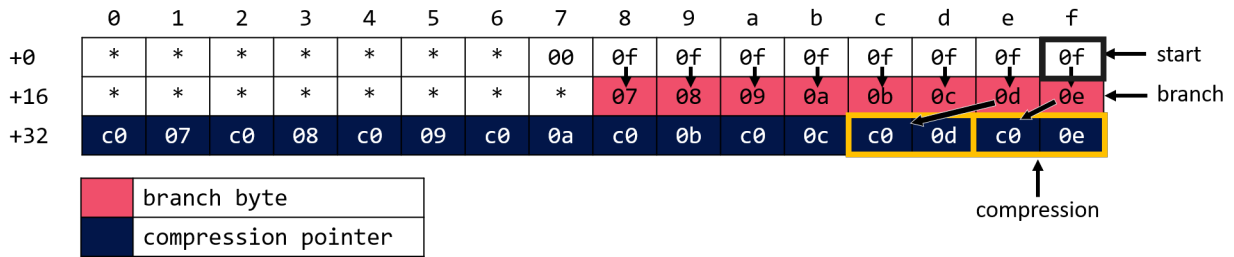 0 1 2 3 4 5 6 7 8 9 a b c d e f
+0 * * * * * * * 00 0f 0f 0f 0f 0f 0f 0f 0f start
+16 * * * * * * * * 07 08 09 0a 0b 0c 0d 0e branch
+32 c0 07 c0 08 c0 09 c0 0a c0 0b c0 0c c0 0d c0 0e
branch byte
compression pointer
compression